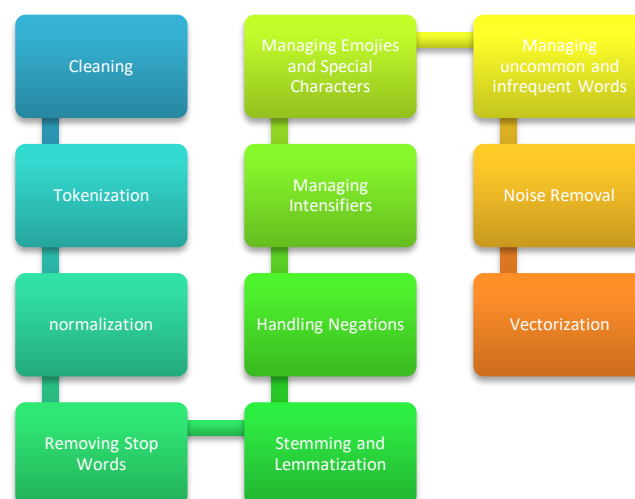 Cleaning
Tokenization
normalization
Removing Stop
Words
Stemming and
Lemmatization
Handling Negations
Managing
Intensifiers
Managing Emojies
and Special
Characters
Managing
uncommon and
infrequent Words
Noise Removal
Vectorization